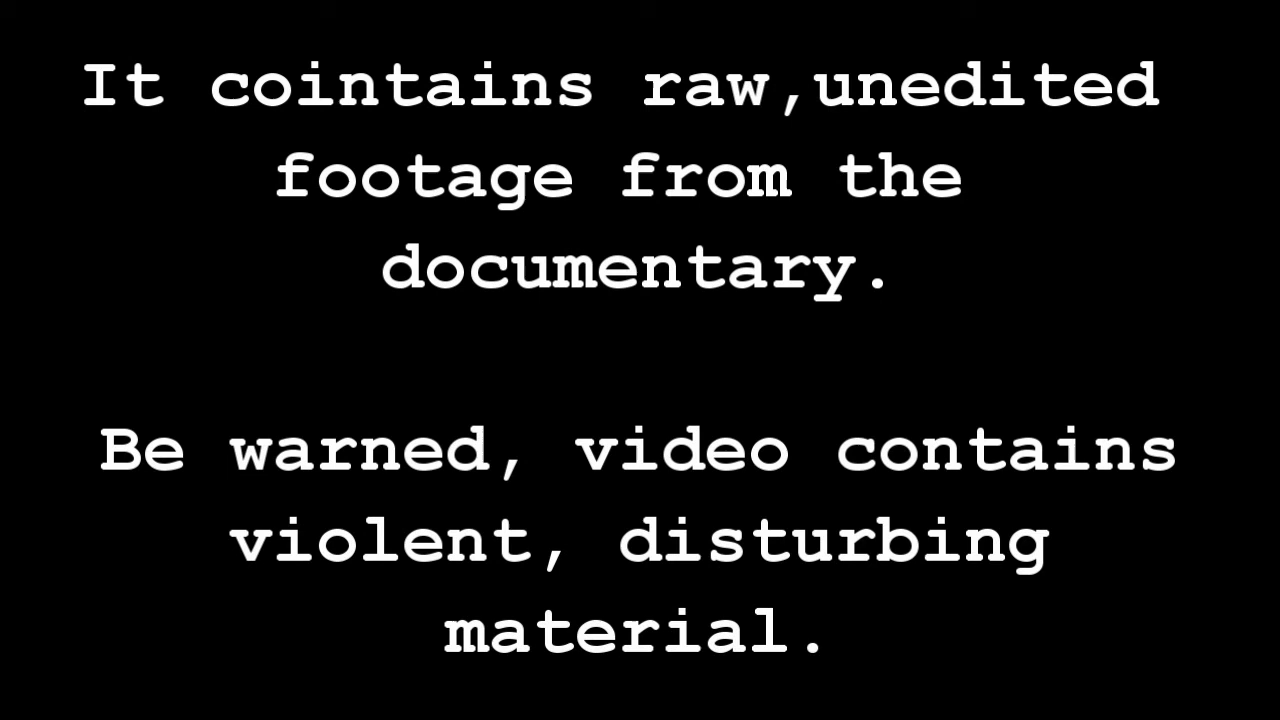 It cointains raw,unedited
footage from the
documentary.
Be warned, video contains
violent, disturbing
material.